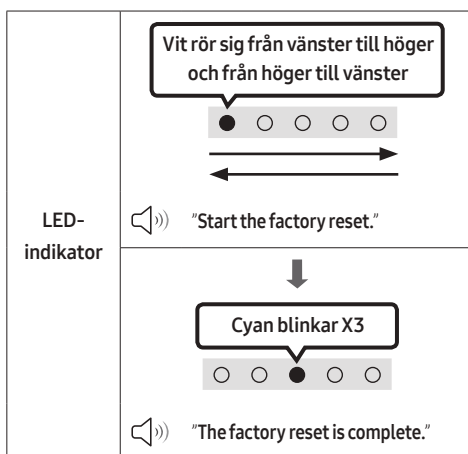 Vit rör sig från vänster till höger
och från höger till vänster
LED-
indikator
"Start the factory reset."
Cyan blinkar X3
"The factory reset is complete."